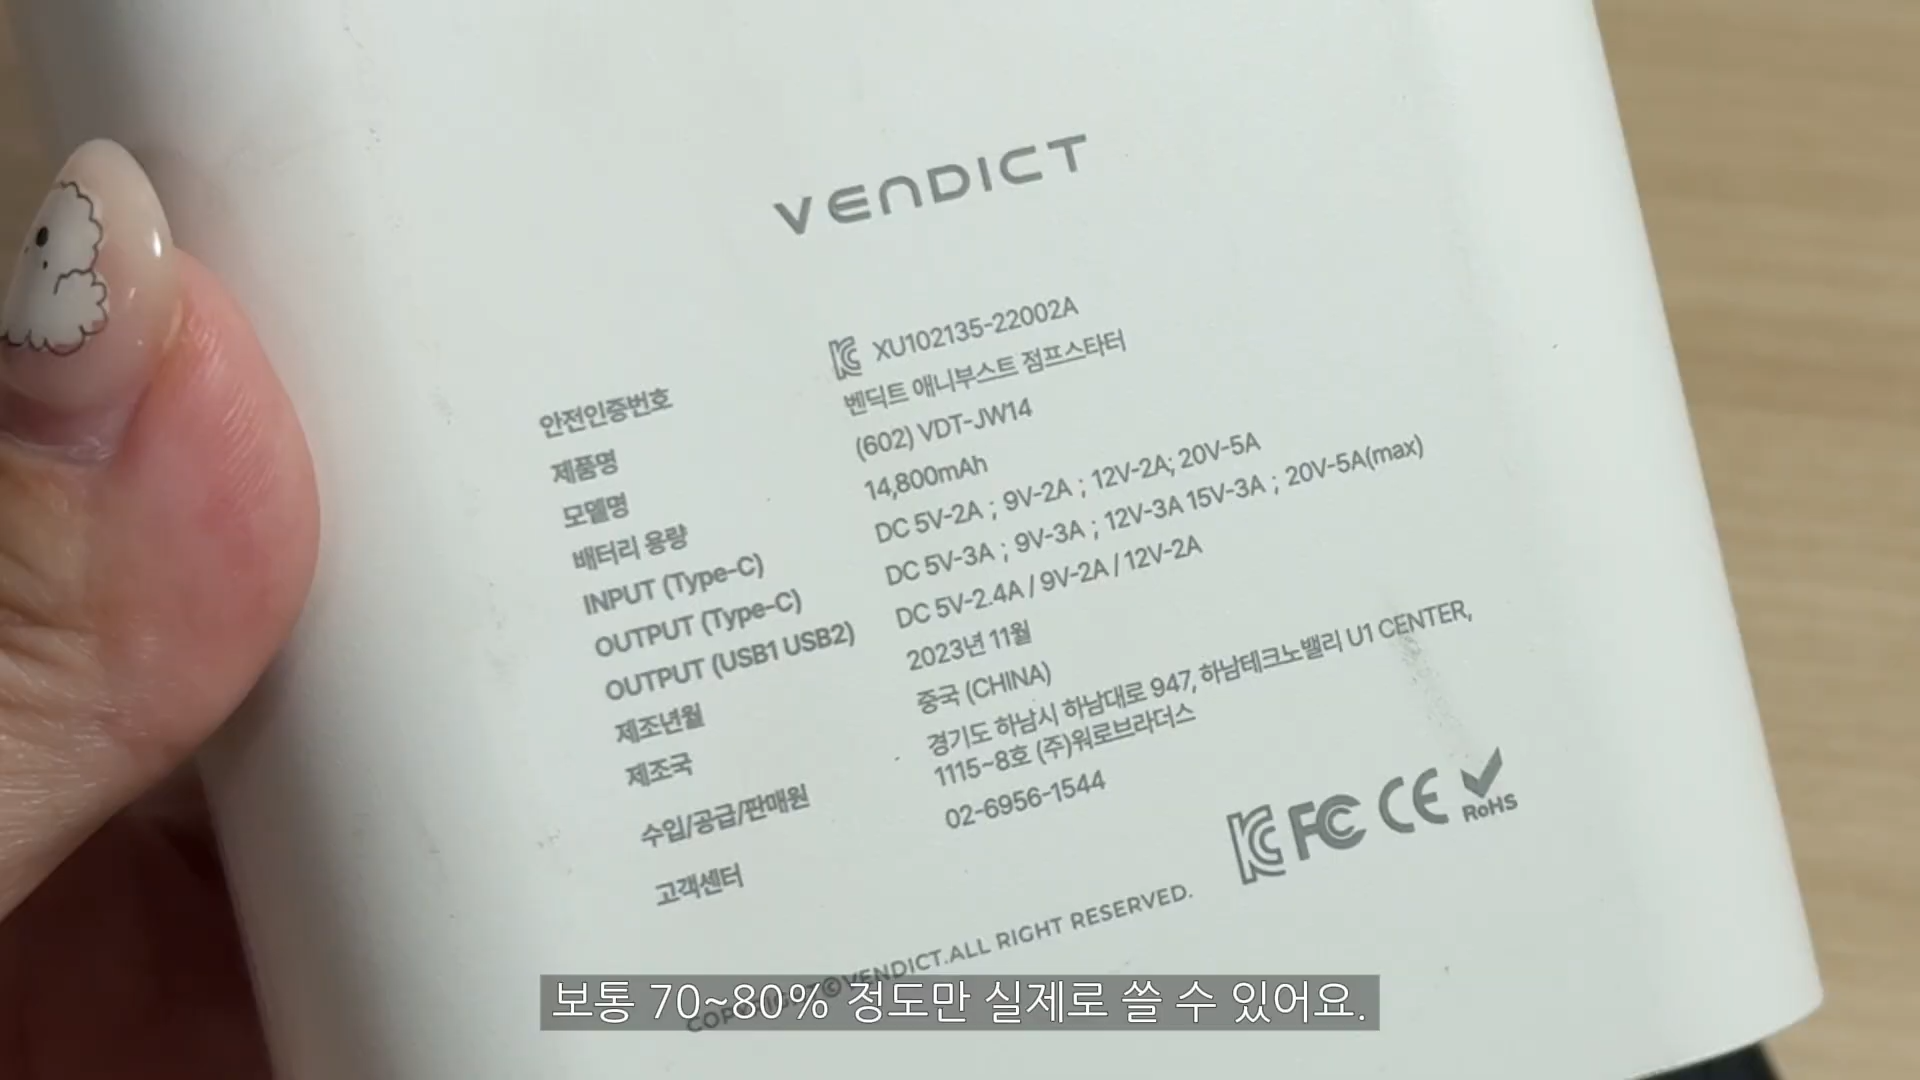 VENDICT
안전인증번호 KC XU102135-22002A
제품명 벤딕트 애니부스트 점프스타터
모델명 (602) VDT-JW14
배터리 용량 14,800mAh
INPUT (Type-C) DC 5V-2A ; 9V-2A ; 12V-2A; 20V-5A
OUTPUT (Type-C) DC 5V-3A ; 9V-3A ; 12V-3A 15V-3A ; 20V-5A(max)
OUTPUT (USB1 USB2) DC 5V-2.4A / 9V-2A / 12V-2A
제조년월 2023년 11월
제조국 중국 (CHINA)
수입/공급/판매원 경기도 하남시 하남대로 947, 하남테크노밸리 U1 CENTER,
1115~8호 (주)워로브라더스
고객센터 02-6956-1544
KC FC CE RoHS
COPYRIGHT©VENDICT.ALL RIGHT RESERVED.
보통 70~80% 정도만 실제로 쓸 수 있어요.